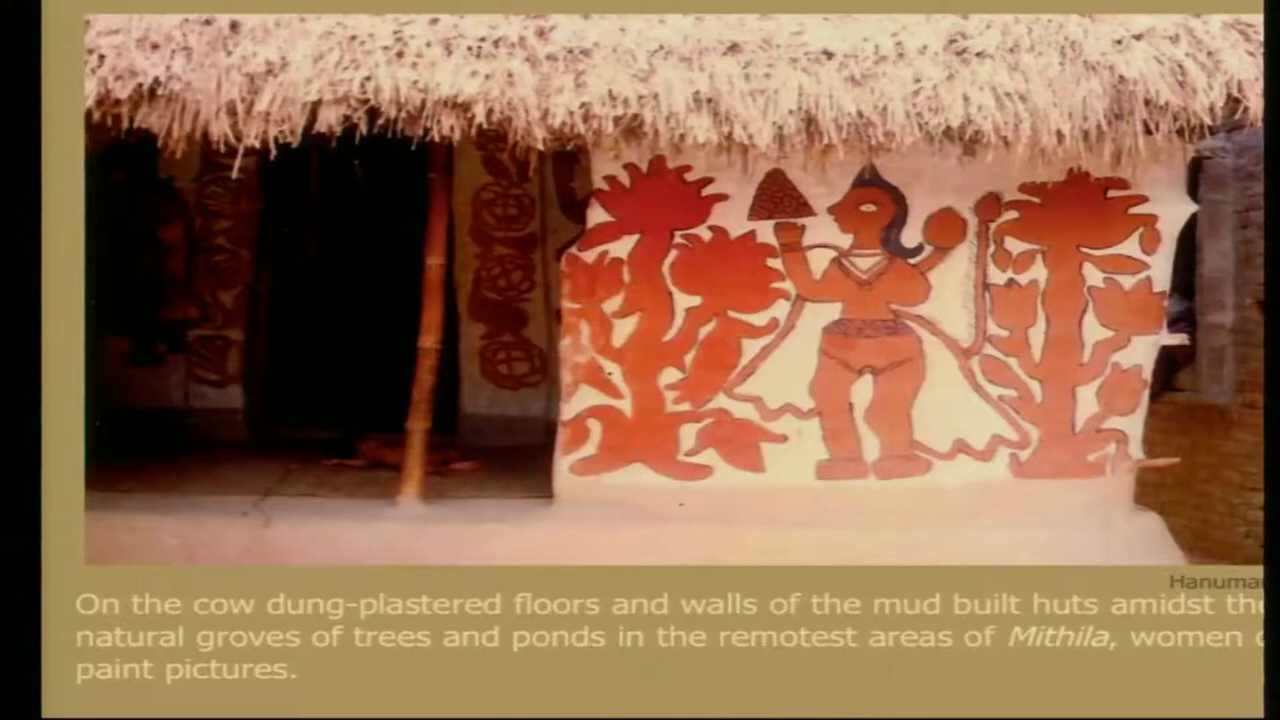 On the cow dung-plastered floors and walls of the mud built huts amidst the
natural groves of trees and ponds in the remotest areas of Mithila, women
paint pictures.